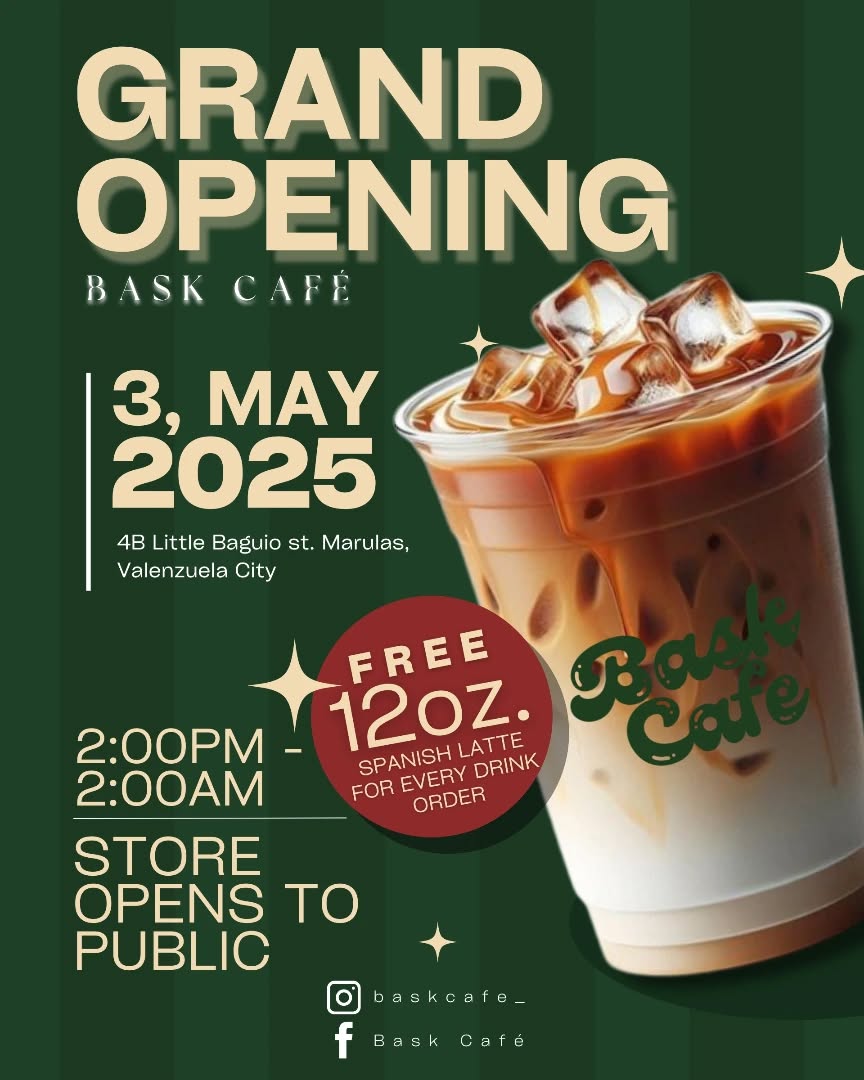 GRAND
OPENING
BASK CAFÉ
3, MAY
2025
4B Little Baguio st. Marulas,
Valenzuela City
FREE
12oz.
SPANISH LATTE
FOR EVERY DRINK
ORDER
Bask
Cafe
2:00PM -
2:00AM
STORE
OPENS TO
PUBLIC
baskcafe_
Bask Café